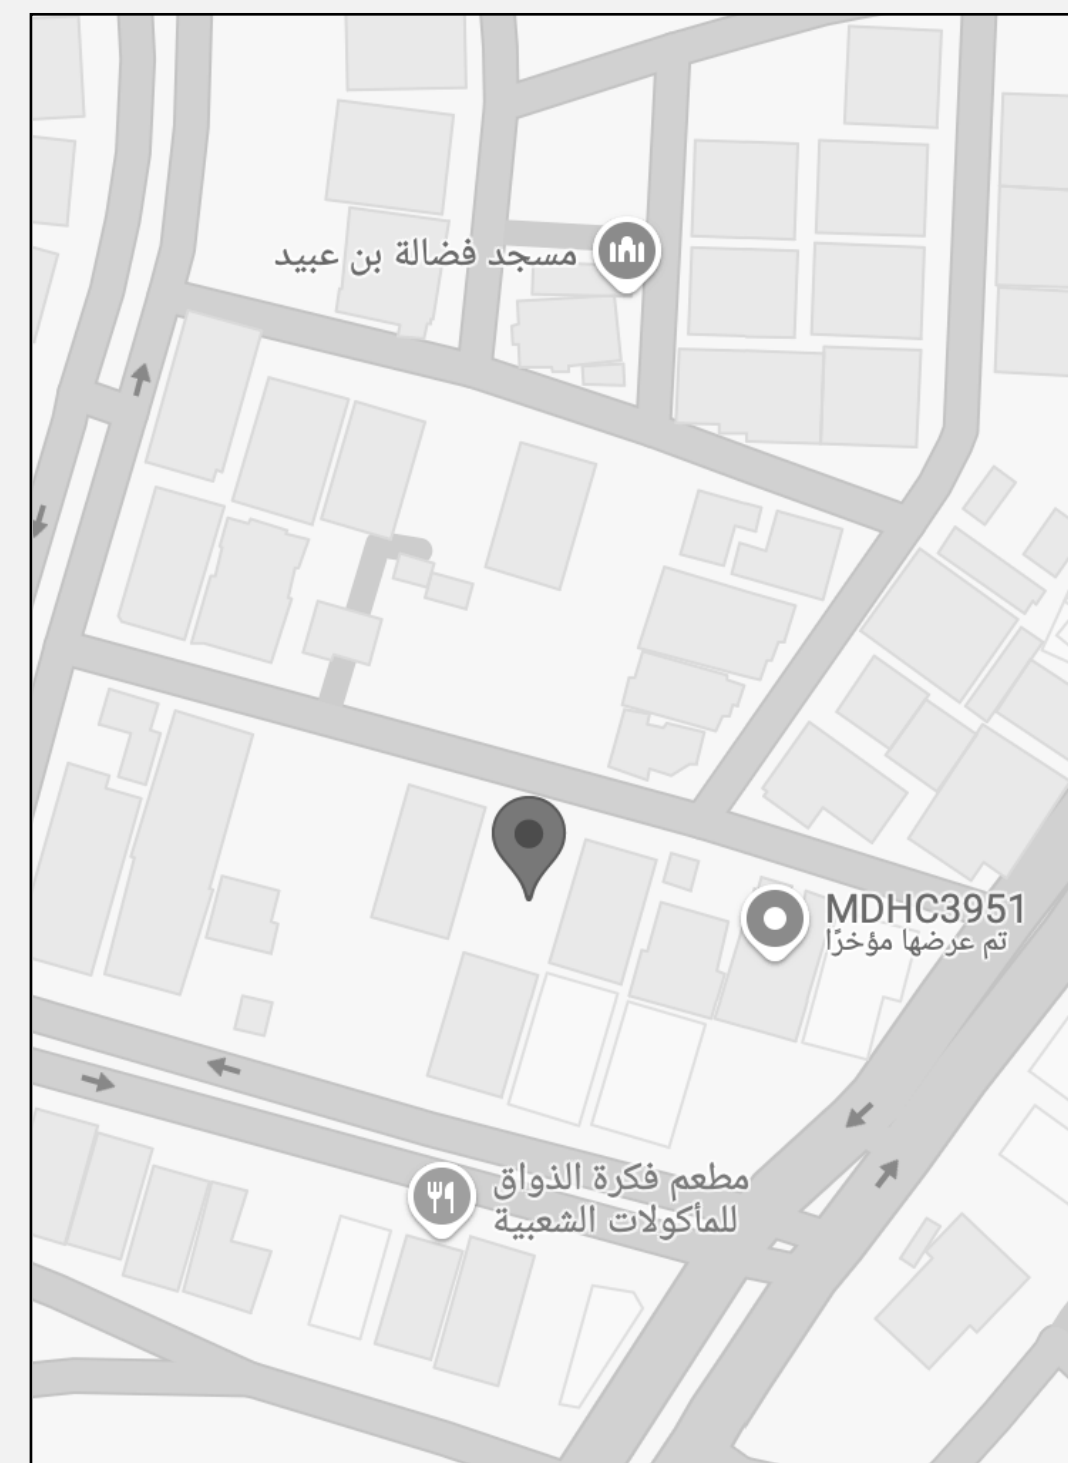 مسجد فضالة بن عبيد
MDHC3951
تم عرضها مؤخرًا
مطعم فكرة الذواق
للمأكولات الشعبية